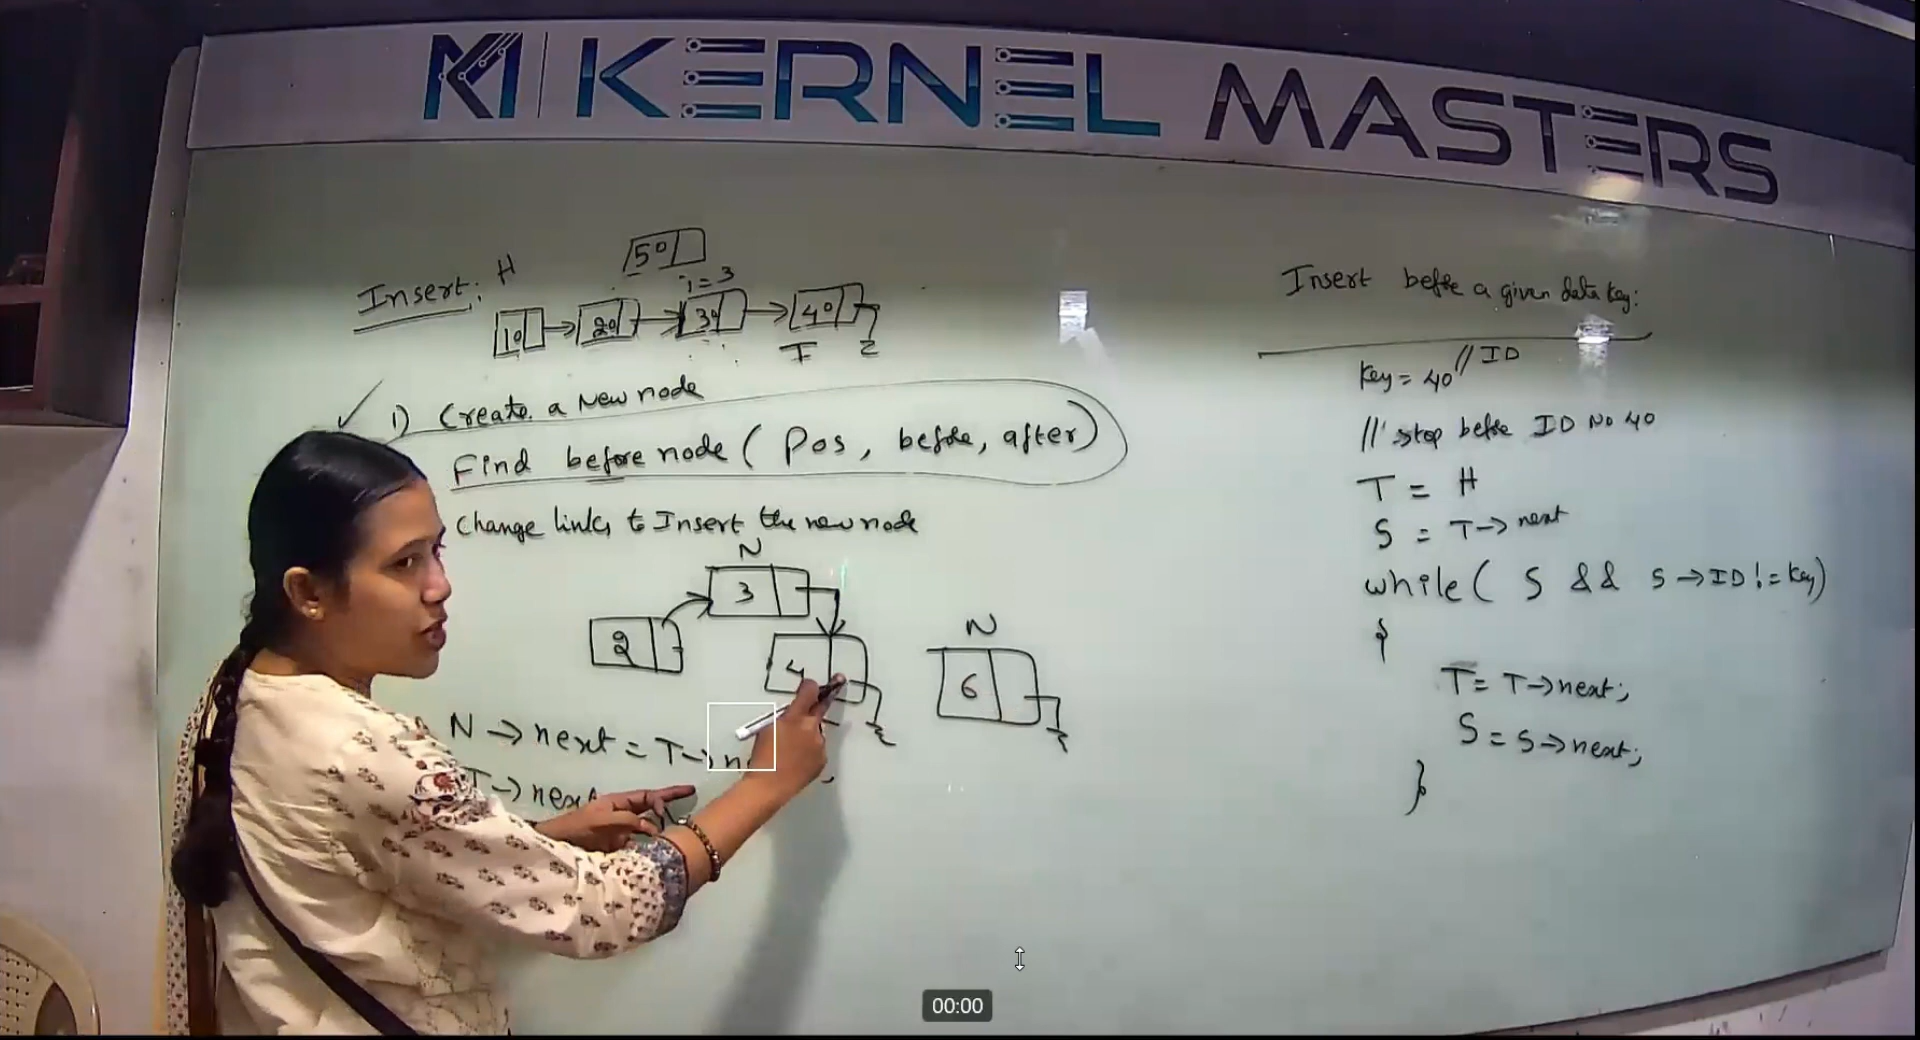 KERNEL MASTERS
50
Insert: H
i=3
10 20 30 40
T
1) Create a New node
Find before node ( Pos, before, after)
Change links to Insert the new node
N
3
2
4
N
6
N → next = T →
T → next
Insert before a given data key:
Key = 40 // ID
// stop before ID No 40
T = H
S = T → next
while ( S && S → ID != Key)
{
T = T → next;
S = S → next;
}
00:00